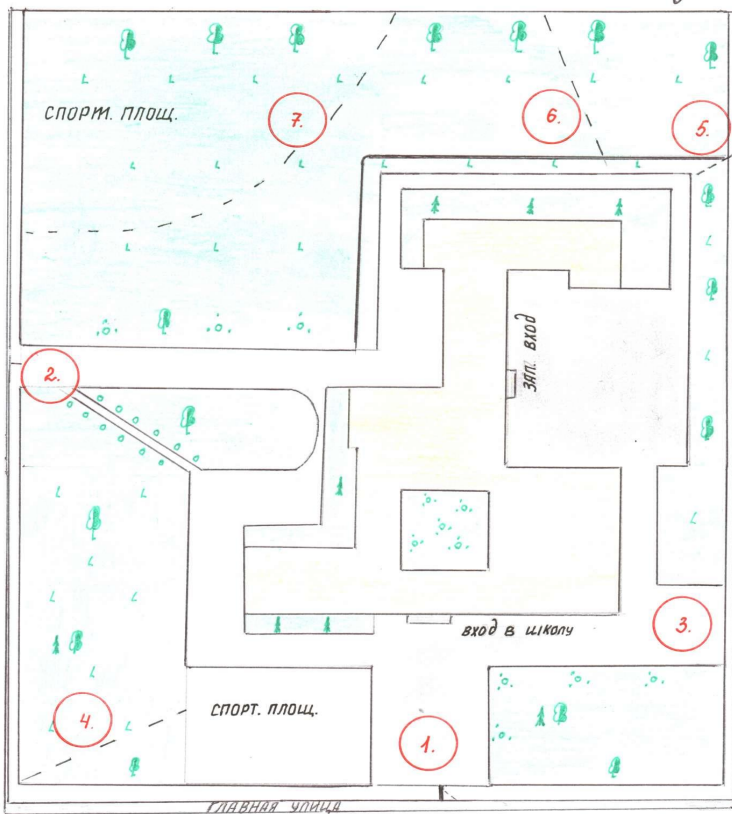 СПОРТ. ПЛОЩ.
7.
6.
5.
ЗАП. ВХОД
2.
ВХОД В ШКОЛУ
3.
СПОРТ. ПЛОЩ.
4.
1.
ГЛАВНАЯ УЛИЦА